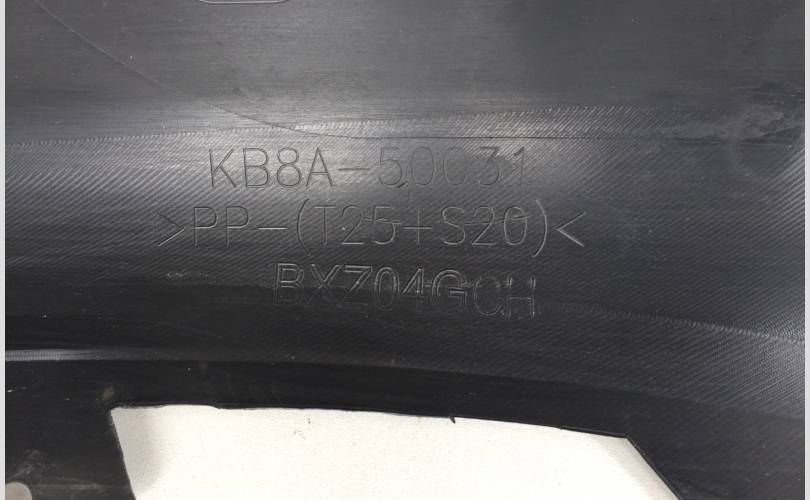 KB8A-50031
>PP-(T25+S20)<
BXZ04GCH